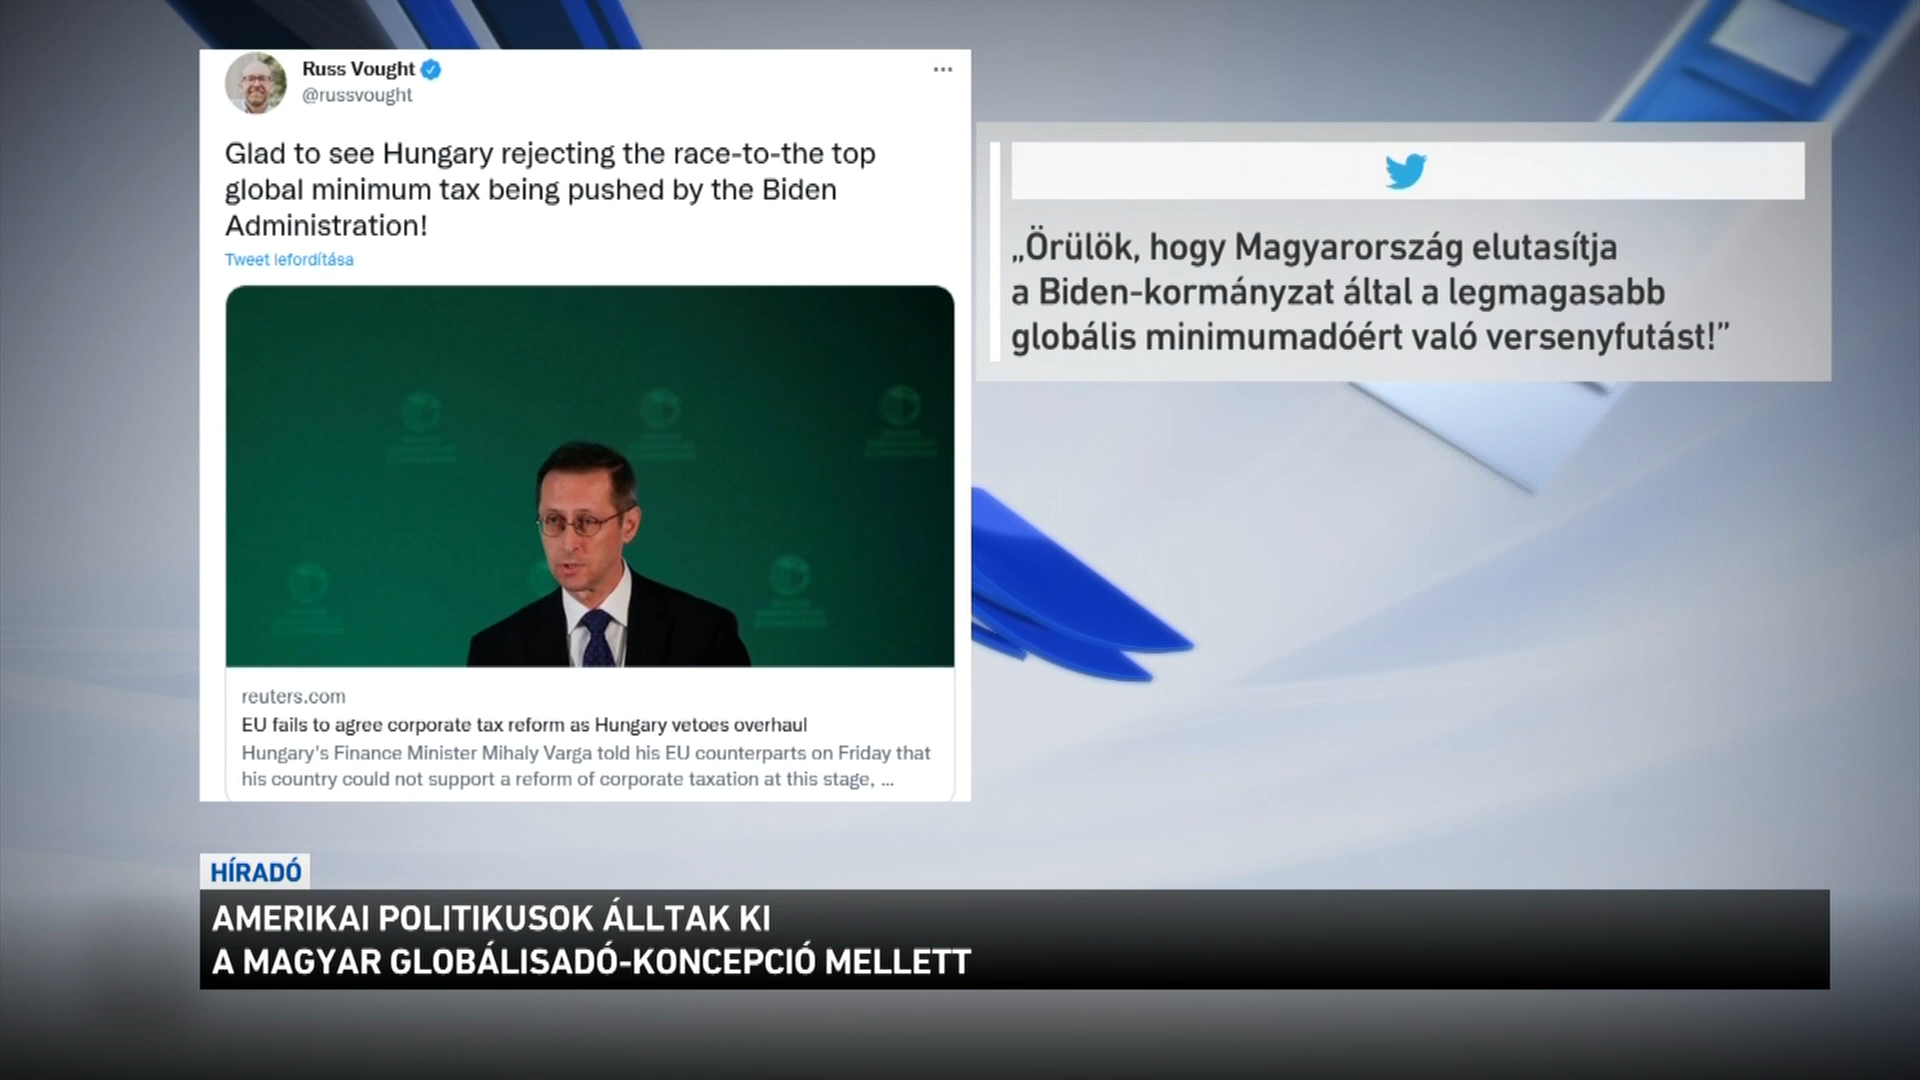 Russ Vought
@russvought
Glad to see Hungary rejecting the race-to-the top
global minimum tax being pushed by the Biden
Administration!
Tweet lefordítása
reuters.com
EU fails to agree corporate tax reform as Hungary vetoes overhaul
Hungary's Finance Minister Mihaly Varga told his EU counterparts on Friday that
his country could not support a reform of corporate taxation at this stage, ...
„Örülök, hogy Magyarország elutasítja
a Biden-kormányzat által a legmagasabb
globális minimumadóért való versenyfutást!”
HÍRADÓ
AMERIKAI POLITIKUSOK ÁLLTAK KI
A MAGYAR GLOBÁLISADÓ-KONCEPCIÓ MELLETT